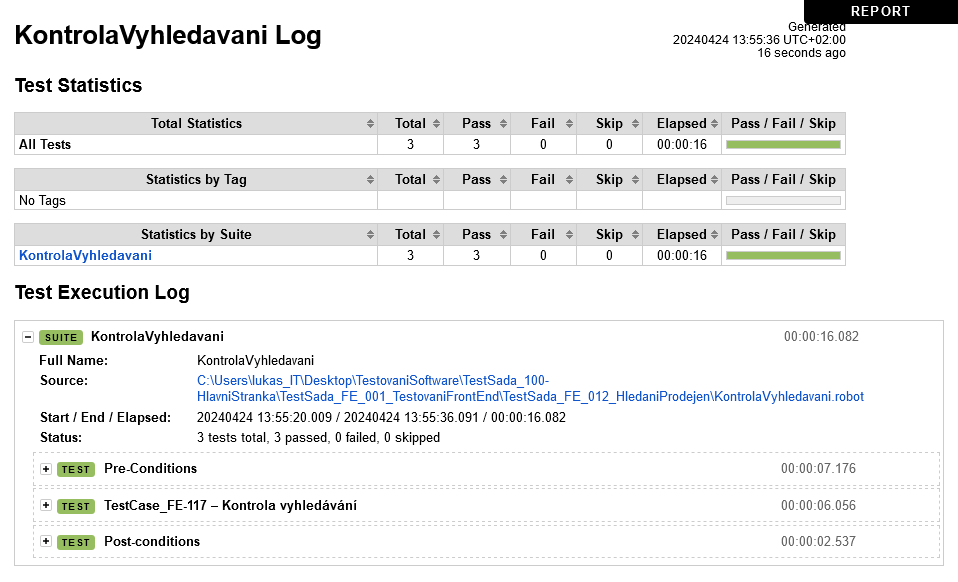 REPORT
KontrolaVyhledavani Log
Generated
20240424 13:55:36 UTC+02:00
16 seconds ago
Test Statistics
Total Statistics Total Pass Fail Skip Elapsed Pass / Fail / Skip
All Tests 3 3 0 0 00:00:16
Statistics by Tag Total Pass Fail Skip Elapsed Pass / Fail / Skip
No Tags
Statistics by Suite Total Pass Fail Skip Elapsed Pass / Fail / Skip
KontrolaVyhledavani 3 3 0 0 00:00:16
Test Execution Log
SUITE KontrolaVyhledavani 00:00:16.082
Full Name: KontrolaVyhledavani
Source: C:\Users\lukas_IT\Desktop\TestovaniSoftware\TestSada_100-
HlavniStranka\TestSada_FE_001_TestovaniFrontEnd\TestSada_FE_012_HledaniProdejen\KontrolaVyhledavani.robot
Start / End / Elapsed: 20240424 13:55:20.009 / 20240424 13:55:36.091 / 00:00:16.082
Status: 3 tests total, 3 passed, 0 failed, 0 skipped
TEST Pre-Conditions 00:00:07.176
TEST TestCase_FE-117 – Kontrola vyhledávání 00:00:06.056
TEST Post-conditions 00:00:02.537